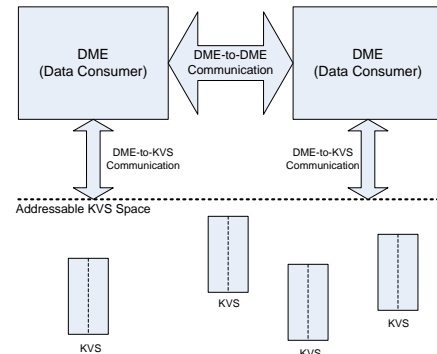 DME
(Data Consumer)
DME-to-DME
Communication
DME
(Data Consumer)
DME-to-KVS
Communication
DME-to-KVS
Communication
Addressable KVS Space
KVS
KVS
KVS
KVS